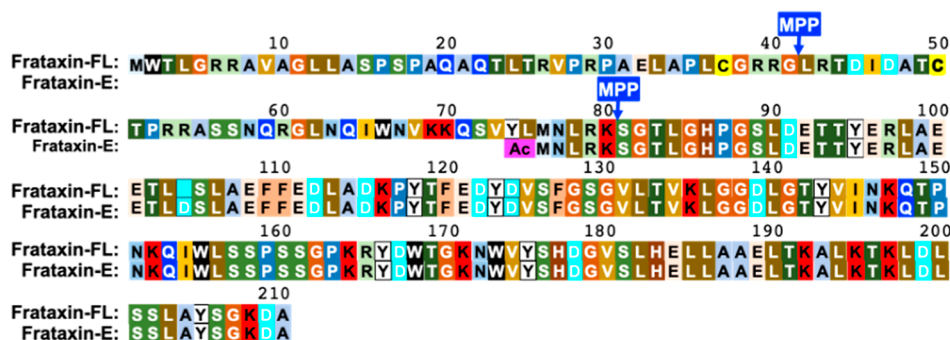 MPP
10 20 30 40 50
Frataxin-FL: MWTLGRRAVAGLLASPSPAQAQTLTRVPRPAELAPLCGRRGLRTDIDATC
Frataxin-E:
MPP
60 70 80 90 100
Frataxin-FL: TPRRASSNQRGLNQIWNVKKQSVYLMNLRKSGTLGHPGSLDETTYERLAE
Frataxin-E: Ac MNLRKSGTLGHPGSLDETTYERLAE
110 120 130 140 150
Frataxin-FL: ETL SLAEFFEDLADKPYTFEDYDVSFGSGVLTVKLGGDLGTYVINKQTP
Frataxin-E: ETLDSLAEFFEDLADKPYTFEDYDVSFGSGVLTVKLGGDLGTYVINKQTP
160 170 180 190 200
Frataxin-FL: NKQIWLSSPSSGPKRYDWTGKNWVYSHDGVSLHELLAAELTKALKTKLDL
Frataxin-E: NKQIWLSSPSSGPKRYDWTGKNWVYSHDGVSLHELLAAELTKALKTKLDL
210
Frataxin-FL: SSLAYSGKDA
Frataxin-E: SSLAYSGKDA